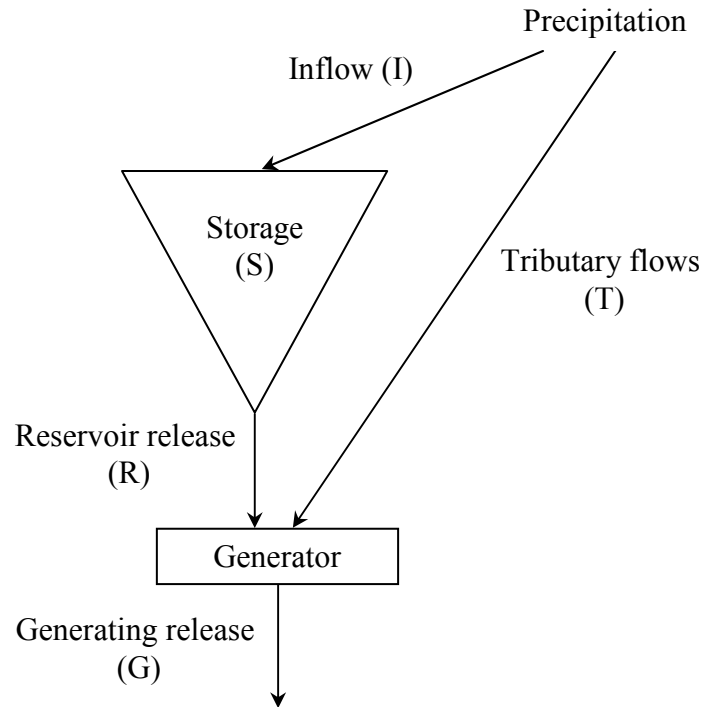 Precipitation
Inflow (I)
Storage
(S)
Tributary flows
(T)
Reservoir release
(R)
Generator
Generating release
(G)